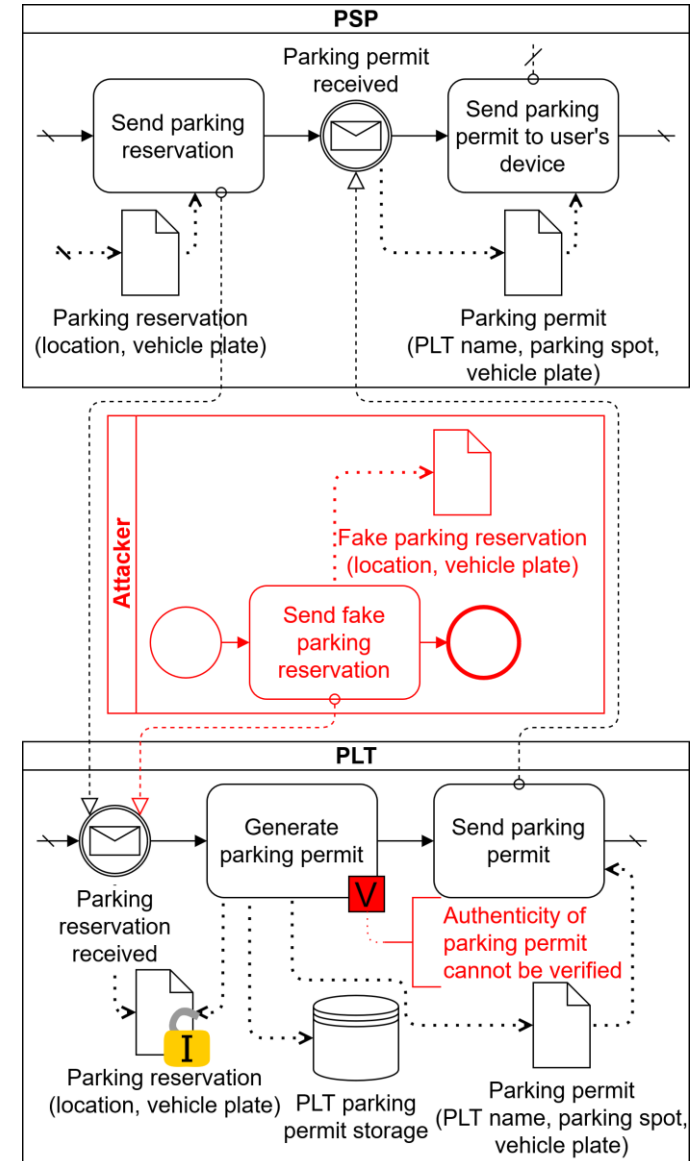 PSP
Parking permit
received
Send parking
reservation
Send parking
permit to user's
device
Parking reservation
(location, vehicle plate)
Parking permit
(PLT name, parking spot,
vehicle plate)
Attacker
Fake parking reservation
(location, vehicle plate)
Send fake
parking
reservation
PLT
Generate
parking permit
Send parking
permit
V
Parking
reservation
received
Authenticity of
parking permit
cannot be verified
I
Parking reservation
(location, vehicle plate)
PLT parking
permit storage
Parking permit
(PLT name, parking spot,
vehicle plate)